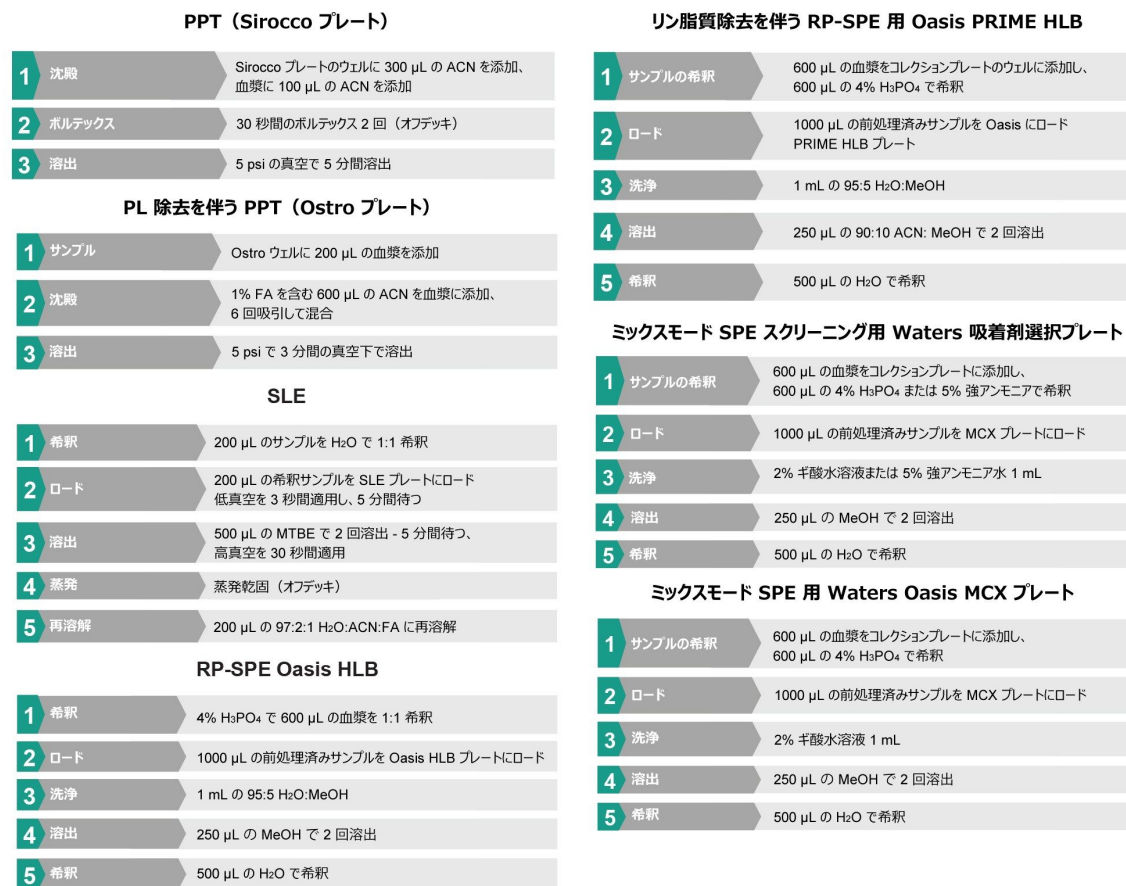 PPT（Sirocco プレート）
1 沈殿
Sirocco プレートのウェルに 300 µL の ACN を添加、
血漿に 100 µL の ACN を添加
2 ボルテックス
30 秒間のボルテックス 2 回（オフデッキ）
3 溶出
5 psi の真空で 5 分間溶出
PL 除去を伴う PPT（Ostro プレート）
1 サンプル
Ostro ウェルに 200 µL の血漿を添加
2 沈殿
1% FA を含む 600 µL の ACN を血漿に添加、
6 回吸引して混合
3 溶出
5 psi で 3 分間の真空下で溶出
SLE
1 希釈
200 µL のサンプルを H2O で 1:1 希釈
2 ロード
200 µL の希釈サンプルを SLE プレートにロード
低真空を 3 秒間適用し、5 分間待つ
3 溶出
500 µL の MTBE で 2 回溶出 - 5 分間待つ、
高真空を 30 秒間適用
4 蒸発
蒸発乾固（オフデッキ）
5 再溶解
200 µL の 97:2:1 H2O:ACN:FA に再溶解
RP-SPE Oasis HLB
1 希釈
4% H3PO4 で 600 µL の血漿を 1:1 希釈
2 ロード
1000 µL の前処理済みサンプルを Oasis HLB プレートにロード
3 洗浄
1 mL の 95:5 H2O:MeOH
4 溶出
250 µL の MeOH で 2 回溶出
5 希釈
500 µL の H2O で希釈
リン脂質除去を伴う RP-SPE 用 Oasis PRIME HLB
1 サンプルの希釈
600 µL の血漿をコレクションプレートのウェルに添加し、
600 µL の 4% H3PO4 で希釈
2 ロード
1000 µL の前処理済みサンプルを Oasis にロード
PRIME HLB プレート
3 洗浄
1 mL の 95:5 H2O:MeOH
4 溶出
250 µL の 90:10 ACN: MeOH で 2 回溶出
5 希釈
500 µL の H2O で希釈
ミックスモード SPE スクリーニング用 Waters 吸着剤選択プレート
1 サンプルの希釈
600 µL の血漿をコレクションプレートに添加し、
600 µL の 4% H3PO4 または 5% 強アンモニアで希釈
2 ロード
1000 µL の前処理済みサンプルを MCX プレートにロード
3 洗浄
2% ギ酸水溶液または 5% 強アンモニア水 1 mL
4 溶出
250 µL の MeOH で 2 回溶出
5 希釈
500 µL の H2O で希釈
ミックスモード SPE 用 Waters Oasis MCX プレート
1 サンプルの希釈
600 µL の血漿をコレクションプレートに添加し、
600 µL の 4% H3PO4 で希釈
2 ロード
1000 µL の前処理済みサンプルを MCX プレートにロード
3 洗浄
2% ギ酸水溶液 1 mL
4 溶出
250 µL の MeOH で 2 回溶出
5 希釈
500 µL の H2O で希釈